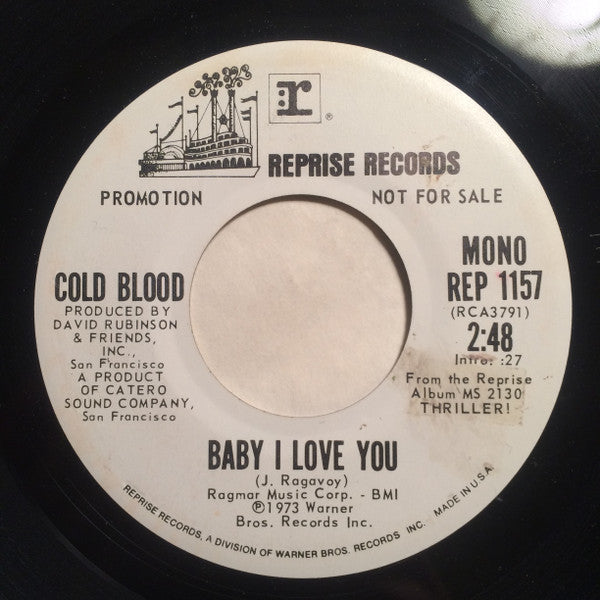 r
®
REPRISE RECORDS
PROMOTION
NOT FOR SALE
COLD BLOOD
PRODUCED BY
DAVID RUBINSON
& FRIENDS,
INC.,
San Francisco
A PRODUCT
OF CATERO
SOUND COMPANY,
San Francisco
MONO
REP 1157
(RCA3791)
2:48
Intro: :27
From the Reprise
Album MS 2130
THRILLER!
BABY I LOVE YOU
(J. Ragavoy)
Ragmar Music Corp. - BMI
℗1973 Warner
Bros. Records Inc.
REPRISE RECORDS, A DIVISION OF WARNER BROS. RECORDS INC. MADE IN U.S.A.